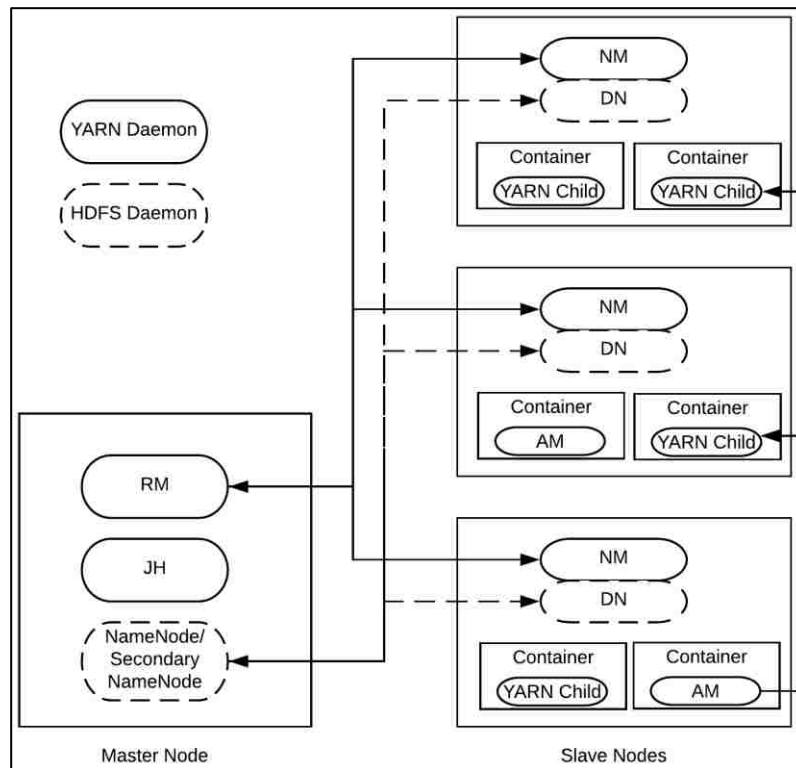 YARN Daemon
HDFS Daemon
RM
JH
NameNode/
Secondary
NameNode
Master Node
NM
DN
Container
YARN Child
Container
YARN Child
NM
DN
Container
AM
Container
YARN Child
NM
DN
Container
YARN Child
Container
AM
Slave Nodes